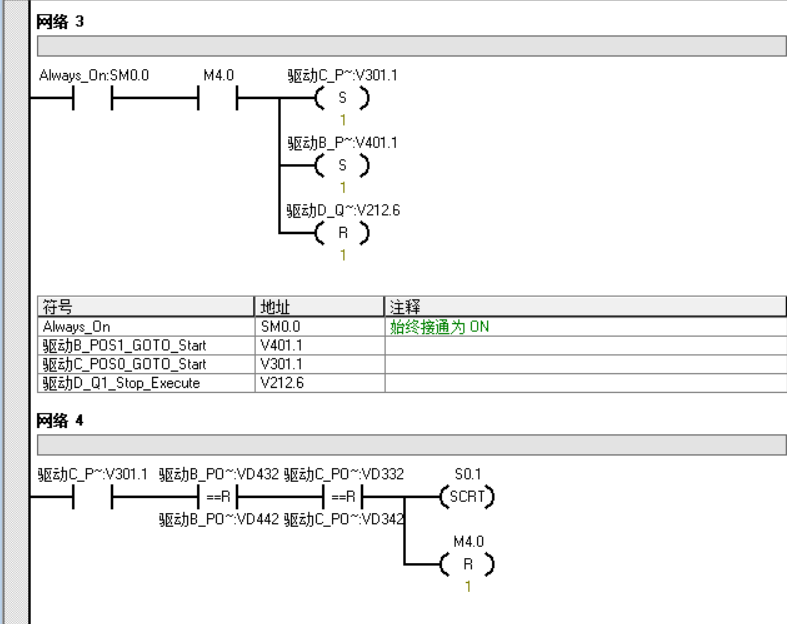 网络 3
Always_On:SM0.0 M4.0 驱动C_P~:V301.1
S
1
驱动B_P~:V401.1
S
1
驱动D_Q~:V212.6
R
1
符号 地址 注释
Always_On SM0.0 始终接通为 ON
驱动B_POS1_GOTO_Start V401.1
驱动C_POS0_GOTO_Start V301.1
驱动D_Q1_Stop_Execute V212.6
网络 4
驱动C_P~:V301.1 驱动B_PO~:VD432 驱动C_PO~:VD332 S0.1
==R ==R SCRT
驱动B_PO~:VD442 驱动C_PO~:VD342
M4.0
R
1